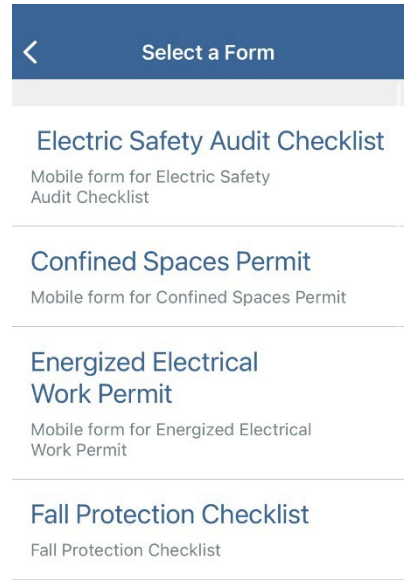 Select a Form
Electric Safety Audit Checklist
Mobile form for Electric Safety
Audit Checklist
Confined Spaces Permit
Mobile form for Confined Spaces Permit
Energized Electrical
Work Permit
Mobile form for Energized Electrical
Work Permit
Fall Protection Checklist
Fall Protection Checklist